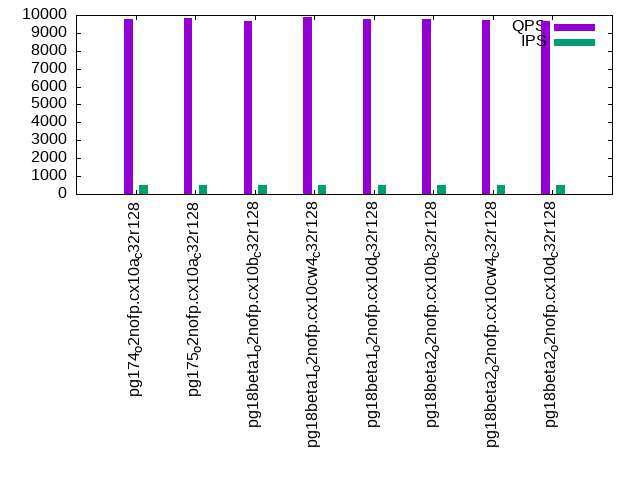 10000
9000
8000
7000
6000
5000
4000
3000
2000
1000
0
QPS
IPS
pg174o2nofp.cx10ac32r128
pg175o2nofp.cx10ac32r128
pg18beta1o2nofp.cx10bc32r128
pg18beta1o2nofp.cx10cw4c32r128
pg18beta1o2nofp.cx10dc32r128
pg18beta2o2nofp.cx10bc32r128
pg18beta2o2nofp.cx10cw4c32r128
pg18beta2o2nofp.cx10dc32r128